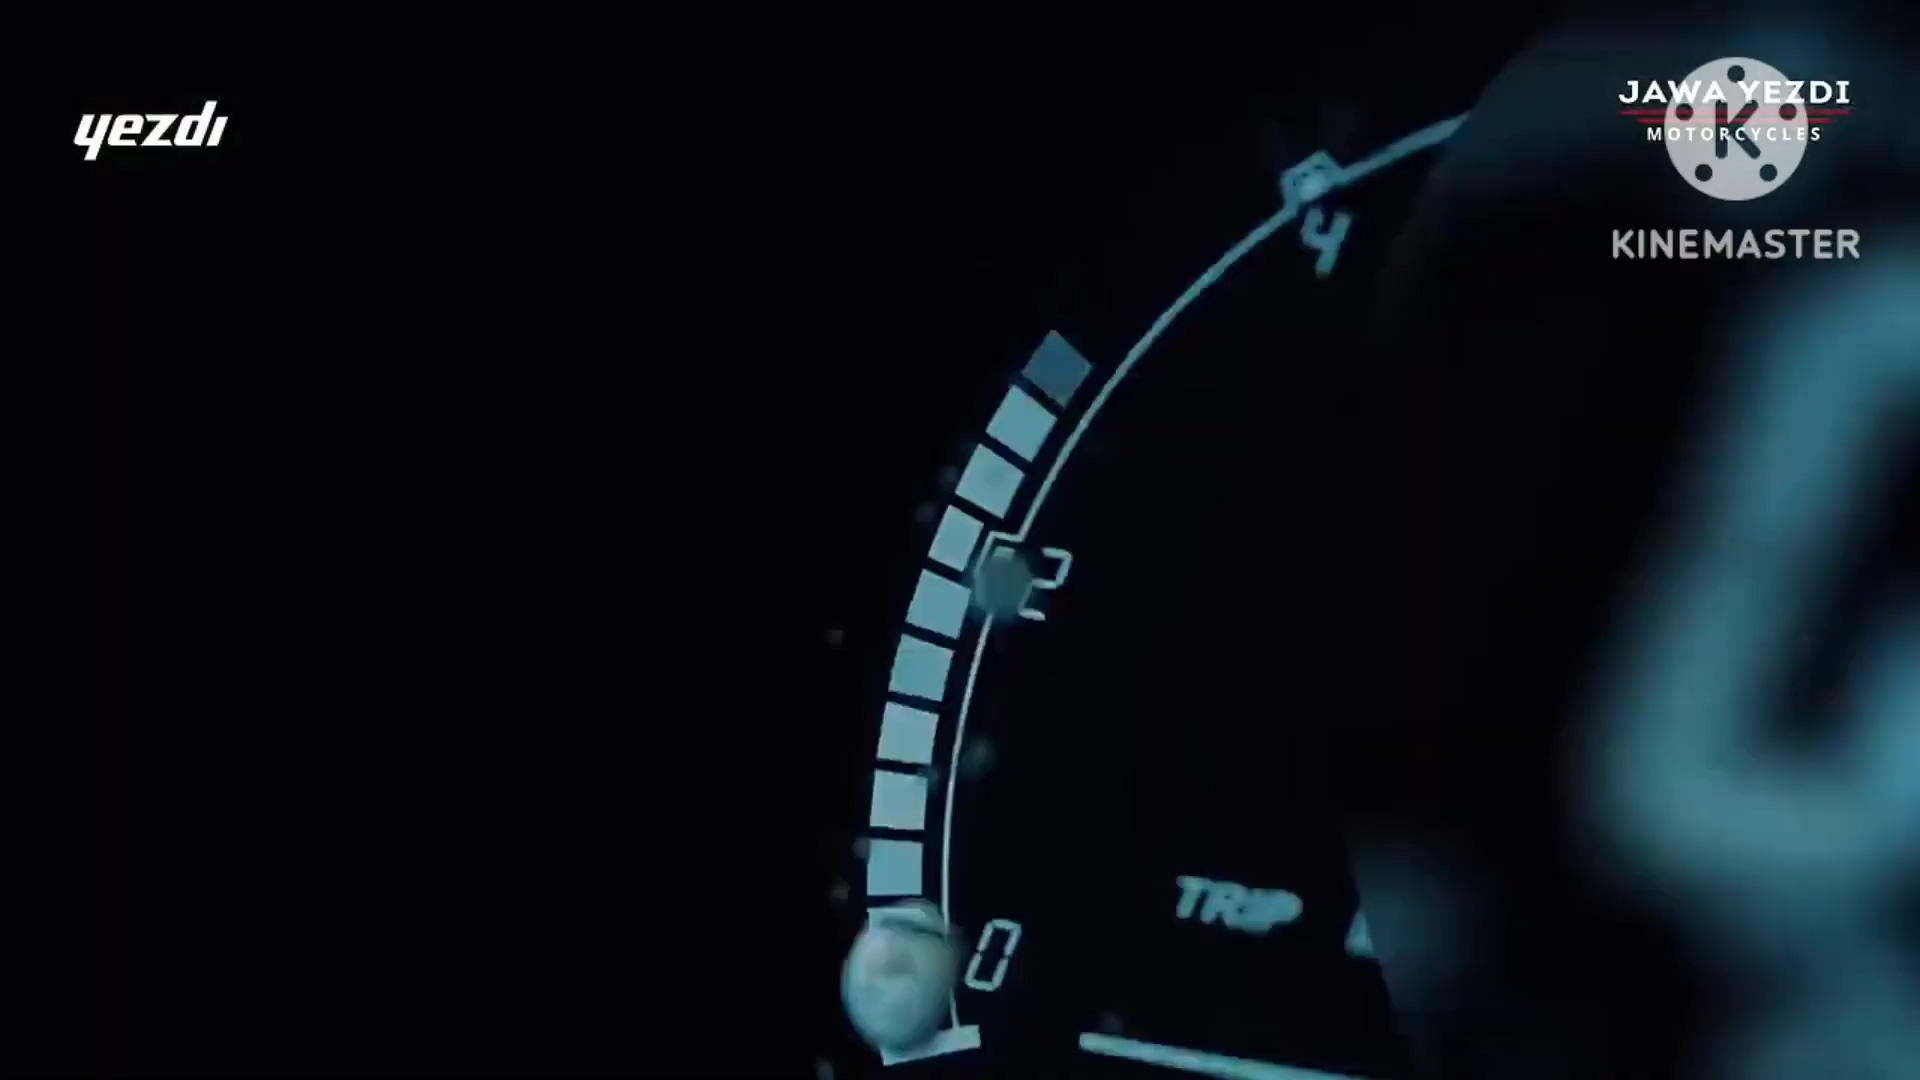 yezdi
JAWA YEZDI
MOTORCYCLES
K
KINEMASTER
4
2
0
TRIP